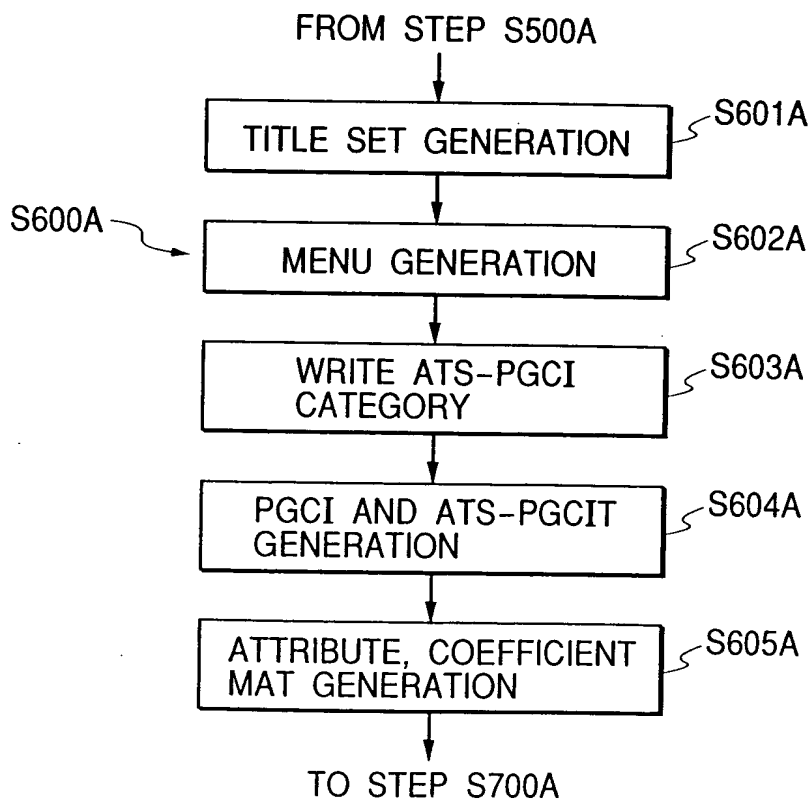 FROM STEP S500A
S601A
TITLE SET GENERATION
S600A
S602A
MENU GENERATION
S603A
WRITE ATS-PGCI
CATEGORY
S604A
PGCI AND ATS-PGCIT
GENERATION
S605A
ATTRIBUTE, COEFFICIENT
MAT GENERATION
TO STEP S700A